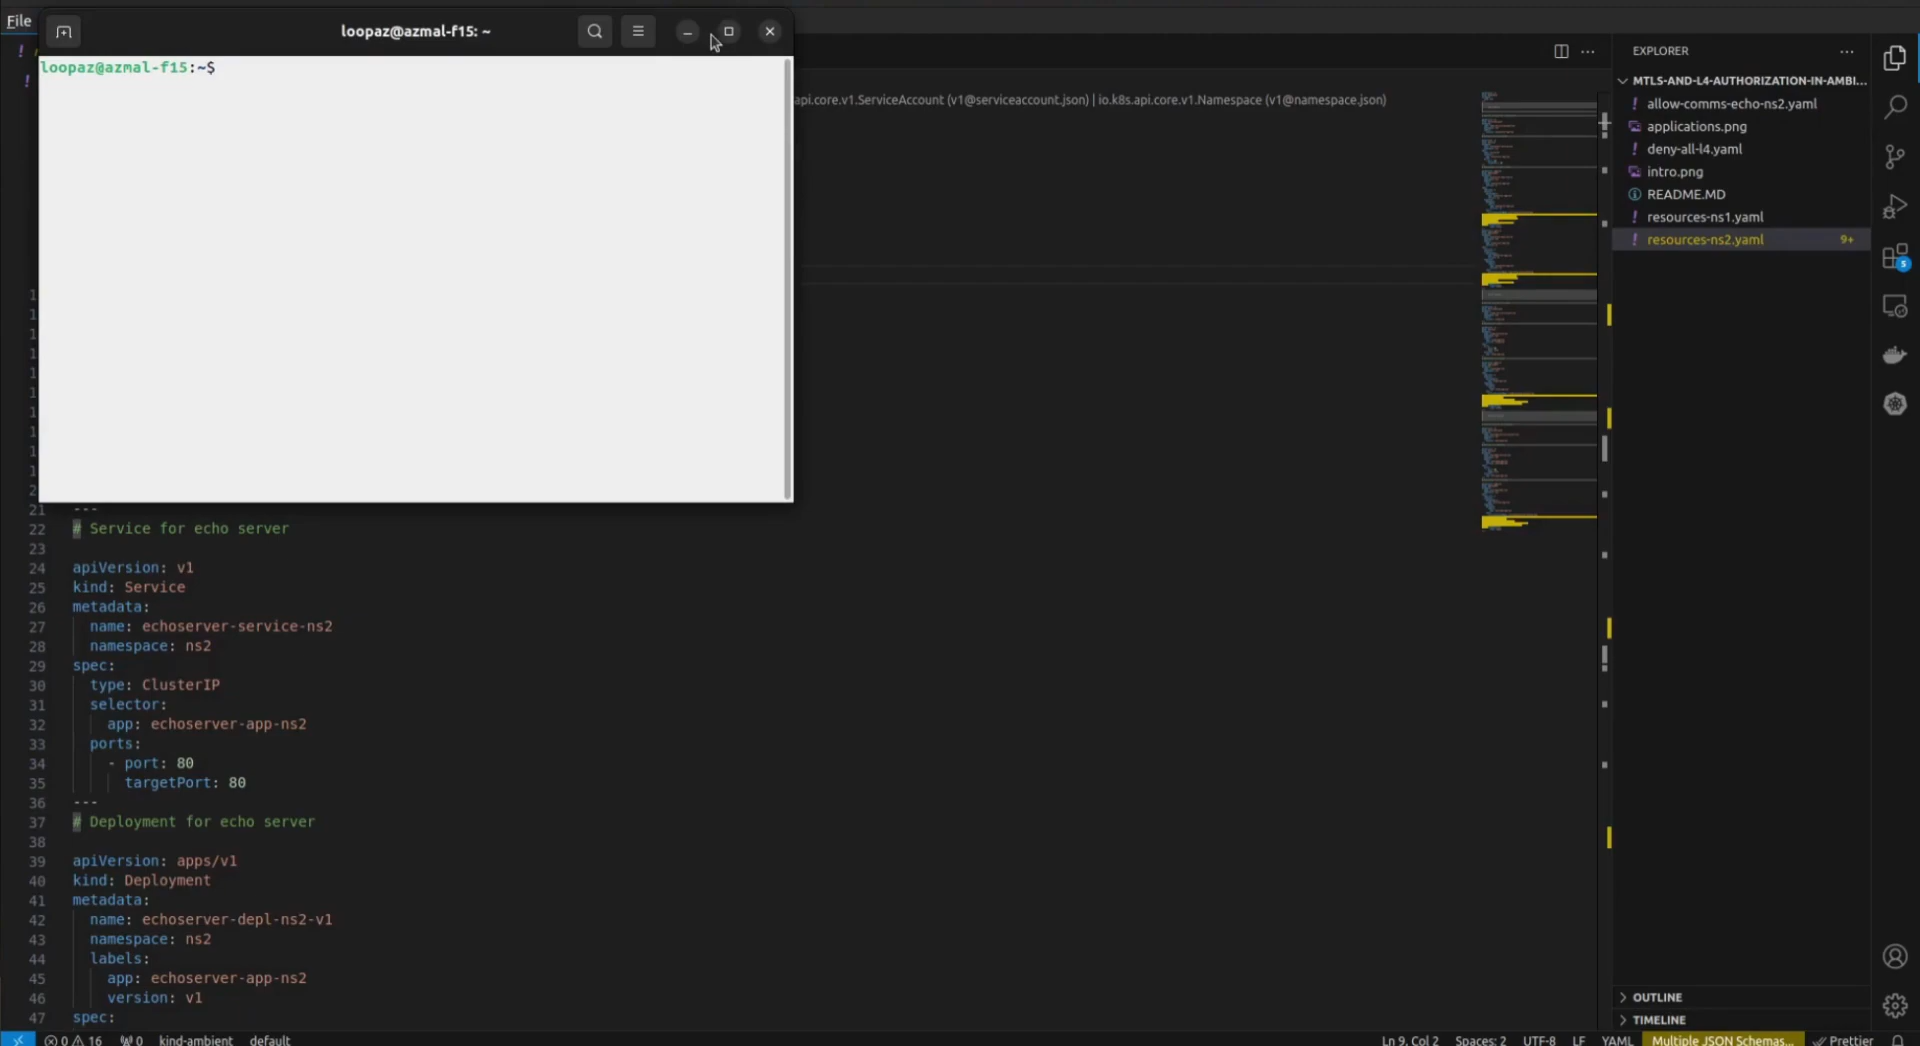 File
loopaz@azmal-f15: ~
loopaz@azmal-f15:~$
api.core.v1.ServiceAccount (v1@serviceaccount.json) | io.k8s.api.core.v1.Namespace (v1@namespace.json)
21 ---
22 # Service for echo server
23
24 apiVersion: v1
25 kind: Service
26 metadata:
27 name: echoserver-service-ns2
28 namespace: ns2
29 spec:
30 type: ClusterIP
31 selector:
32 app: echoserver-app-ns2
33 ports:
34 - port: 80
35 targetPort: 80
36 ---
37 # Deployment for echo server
38
39 apiVersion: apps/v1
40 kind: Deployment
41 metadata:
42 name: echoserver-depl-ns2-v1
43 namespace: ns2
44 labels:
45 app: echoserver-app-ns2
46 version: v1
47 spec:
EXPLORER
MTLS-AND-L4-AUTHORIZATION-IN-AMBI...
! allow-comms-echo-ns2.yaml
applications.png
! deny-all-l4.yaml
intro.png
README.MD
! resources-ns1.yaml
! resources-ns2.yaml 9+
5
OUTLINE
TIMELINE
0 16 0 kind-ambient default
Ln 9, Col 2 Spaces: 2 UTF-8 LF YAML Multiple JSON Schemas... Prettier